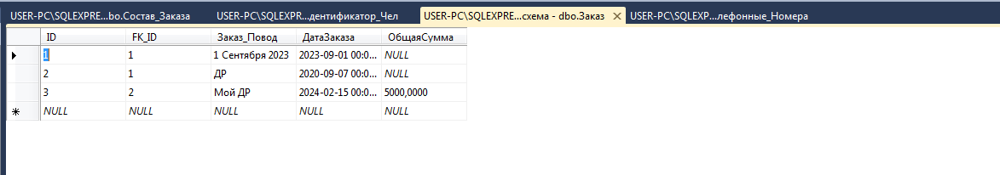 USER-PC\SQLEXPRE...bo.Состав_Заказа USER-PC\SQLEXPR...дентификатор_Чел USER-PC\SQLEXPRE...схема - dbo.Заказ USER-PC\SQLEXP...лефонные_Номера
ID FK_ID Заказ_Повод ДатаЗаказа ОбщаяСумма
1 1 1 Сентября 2023 2023-09-01 00:0... NULL
2 1 ДР 2020-09-07 00:0... NULL
3 2 Мой ДР 2024-02-15 00:0... 5000,0000
NULL NULL NULL NULL NULL